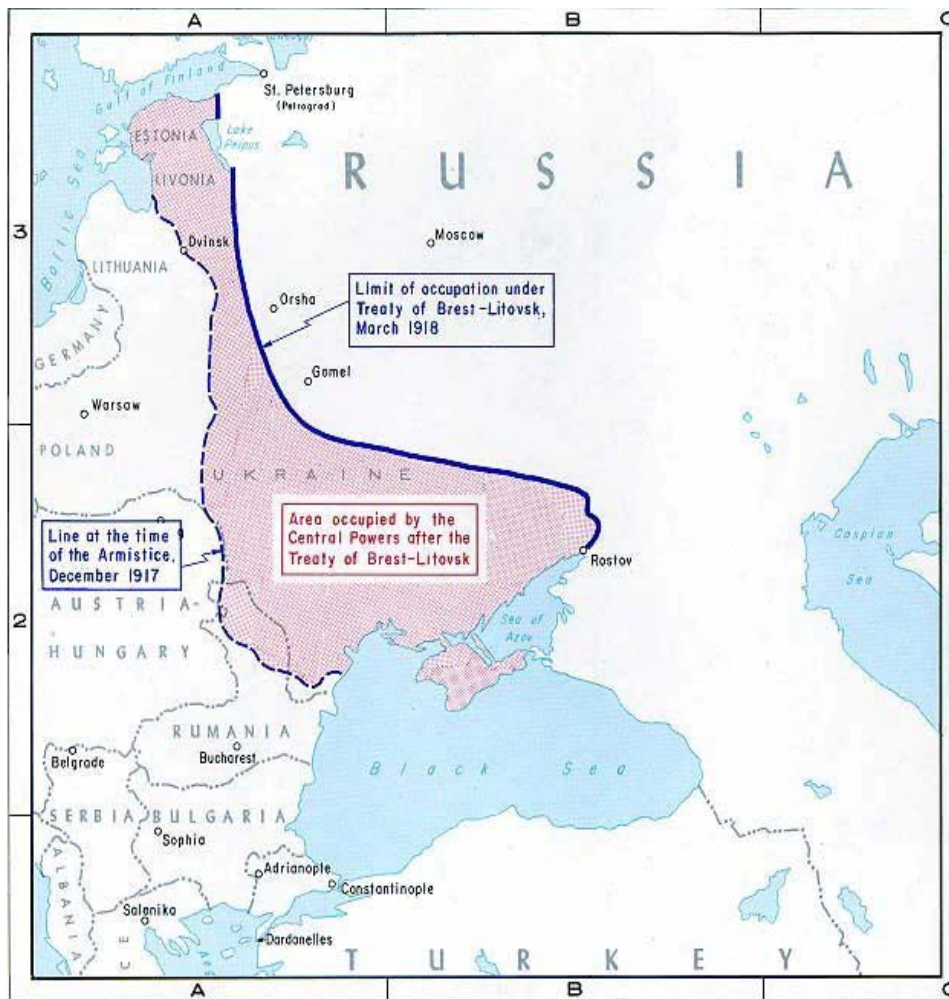 A
B
C
Gulf of Finland
St. Petersburg
(Petrograd)
ESTONIA
Lake
Peipus
Baltic Sea
LIVONIA
RUSSIA
3
Dvinsk
Moscow
LITHUANIA
Orsha
Limit of occupation under
Treaty of Brest-Litovsk,
March 1918
GERMANY
Gomel
Warsaw
POLAND
UKRAINE
Area occupied by the
Central Powers after the
Treaty of Brest-Litovsk
Line at the time
of the Armistice,
December 1917
Rostov
Caspian
Sea
AUSTRIA-
HUNGARY
2
Sea of
Azov
RUMANIA
Bucharest
Belgrade
Black Sea
SERBIA
BULGARIA
Sophia
ALBANIA
Adrianople
Constantinople
Salonika
CE
Dardanelles
TURKEY
A
B